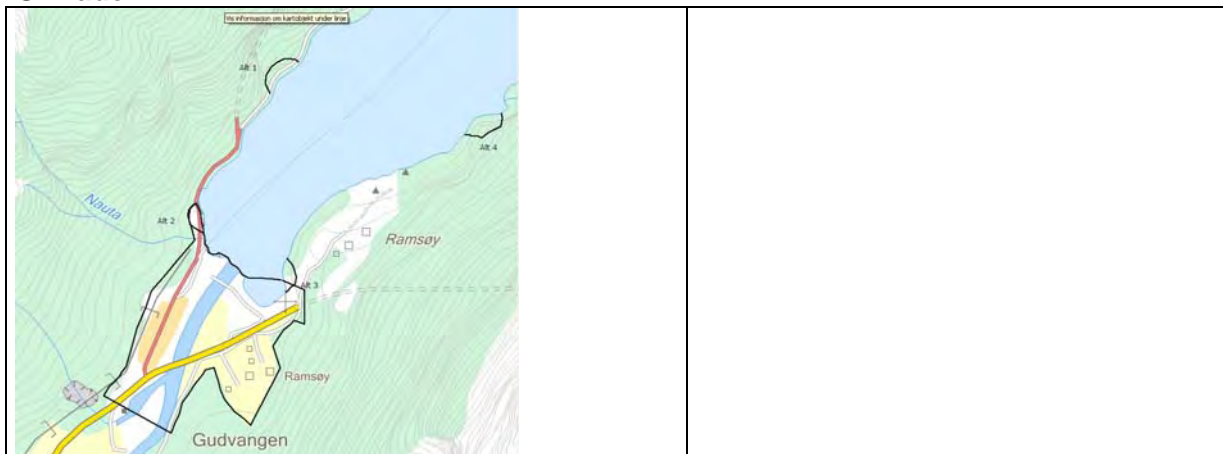 Vis informasjon om kartobjekt under linje
Alt 1
Alt 4
Nauta
Alt 2
Ramsøy
Alt 3
Ramsøy
Gudvangen